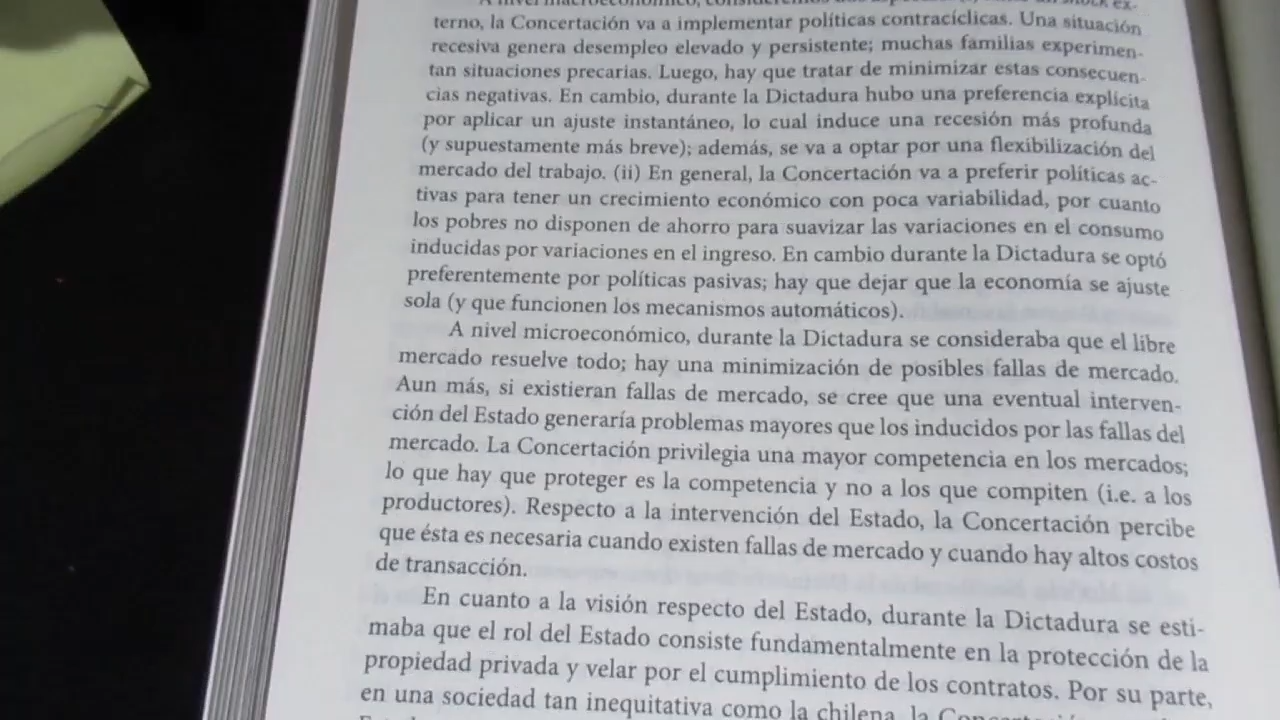 A nivel macroeconómico, consideremos dos aspectos. (i) Ante un shock ex-
terno, la Concertación va a implementar políticas contracíclicas. Una situación
recesiva genera desempleo elevado y persistente; muchas familias experimen-
tan situaciones precarias. Luego, hay que tratar de minimizar estas consecuen-
cias negativas. En cambio, durante la Dictadura hubo una preferencia explícita
por aplicar un ajuste instantáneo, lo cual induce una recesión más profunda
(y supuestamente más breve); además, se va a optar por una flexibilización del
mercado del trabajo. (ii) En general, la Concertación va a preferir políticas ac-
tivas para tener un crecimiento económico con poca variabilidad, por cuanto
los pobres no disponen de ahorro para suavizar las variaciones en el consumo
inducidas por variaciones en el ingreso. En cambio durante la Dictadura se optó
preferentemente por políticas pasivas; hay que dejar que la economía se ajuste
sola (y que funcionen los mecanismos automáticos).
A nivel microeconómico, durante la Dictadura se consideraba que el libre
mercado resuelve todo; hay una minimización de posibles fallas de mercado.
Aun más, si existieran fallas de mercado, se cree que una eventual interven-
ción del Estado generaría problemas mayores que los inducidos por las fallas del
mercado. La Concertación privilegia una mayor competencia en los mercados;
lo que hay que proteger es la competencia y no a los que compiten (i.e. a los
productores). Respecto a la intervención del Estado, la Concertación percibe
que ésta es necesaria cuando existen fallas de mercado y cuando hay altos costos
de transacción.
En cuanto a la visión respecto del Estado, durante la Dictadura se esti-
maba que el rol del Estado consiste fundamentalmente en la protección de la
propiedad privada y velar por el cumplimiento de los contratos. Por su parte,
en una sociedad tan inequitativa como la chilena, la